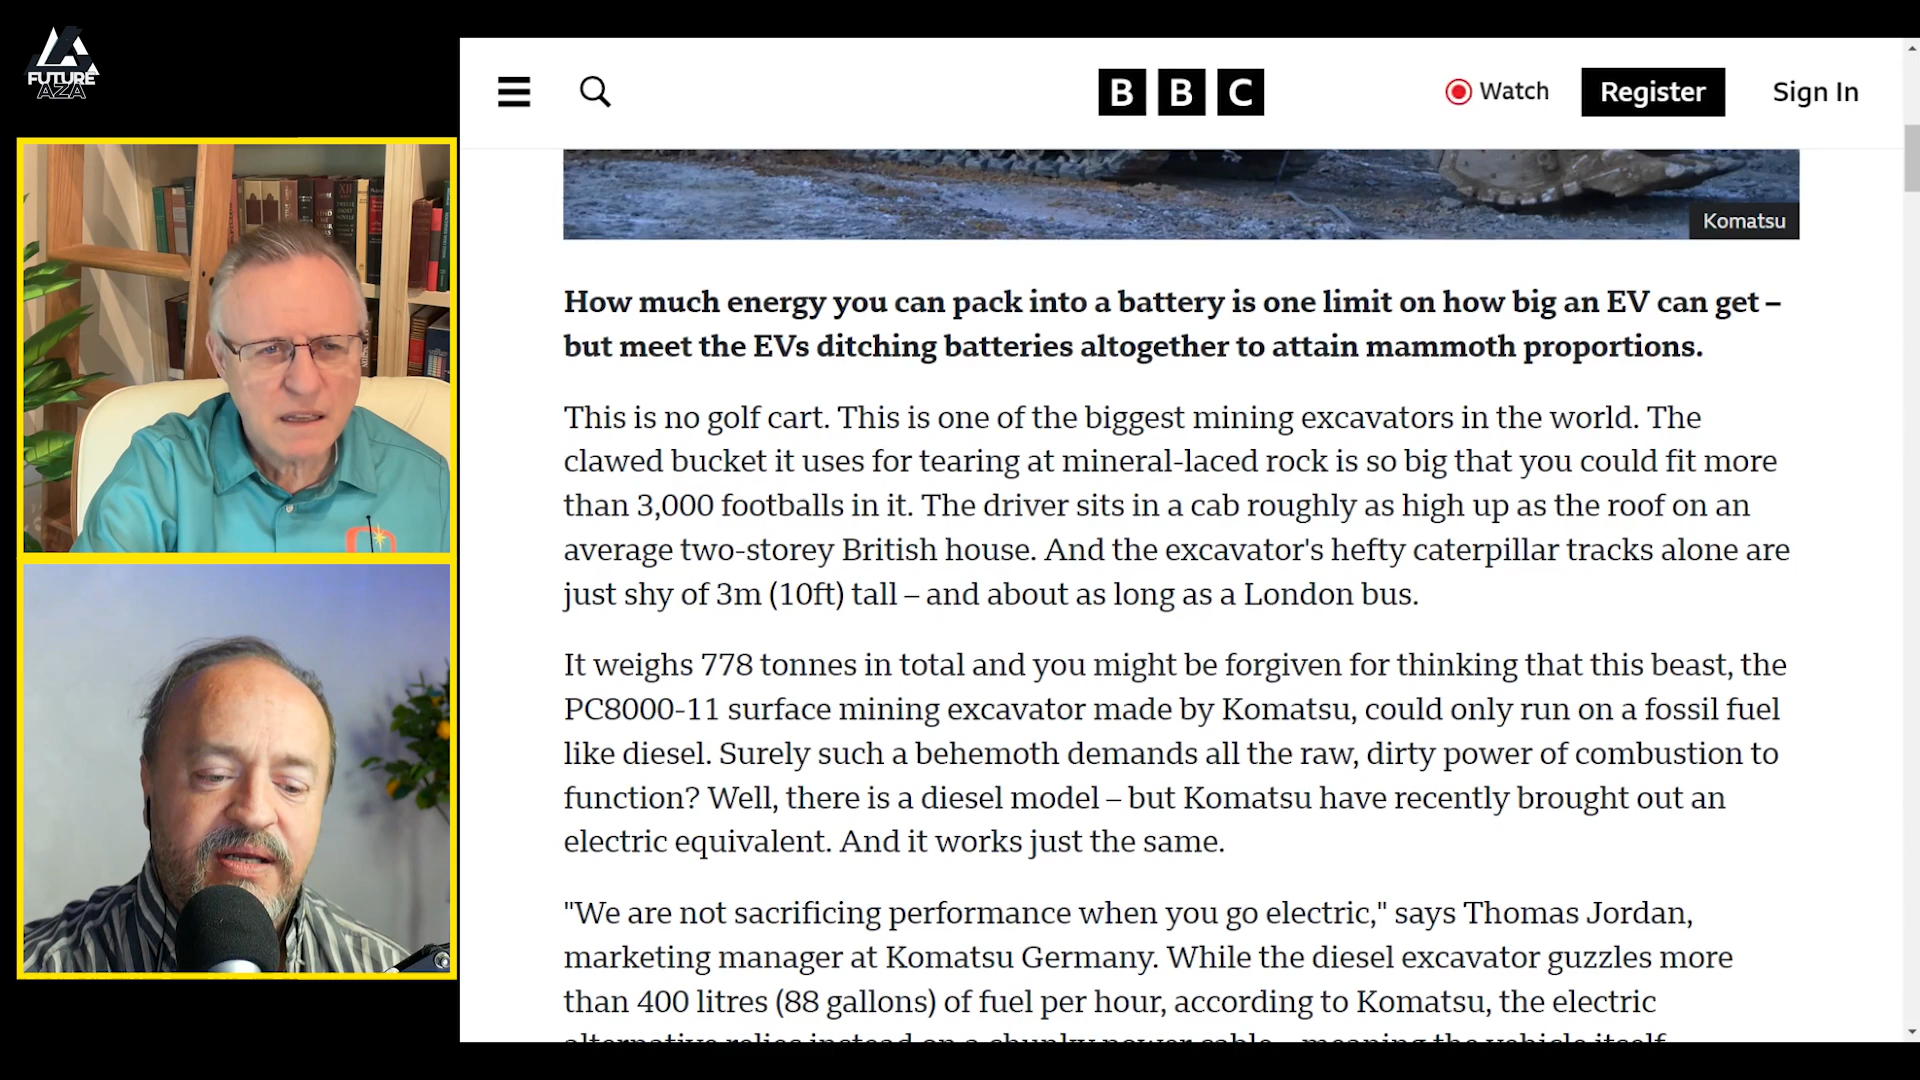 FUTURE
AZA
BBC
Watch
Register
Sign In
Komatsu
How much energy you can pack into a battery is one limit on how big an EV can get –
but meet the EVs ditching batteries altogether to attain mammoth proportions.
This is no golf cart. This is one of the biggest mining excavators in the world. The
clawed bucket it uses for tearing at mineral-laced rock is so big that you could fit more
than 3,000 footballs in it. The driver sits in a cab roughly as high up as the roof on an
average two-storey British house. And the excavator's hefty caterpillar tracks alone are
just shy of 3m (10ft) tall – and about as long as a London bus.
It weighs 778 tonnes in total and you might be forgiven for thinking that this beast, the
PC8000-11 surface mining excavator made by Komatsu, could only run on a fossil fuel
like diesel. Surely such a behemoth demands all the raw, dirty power of combustion to
function? Well, there is a diesel model – but Komatsu have recently brought out an
electric equivalent. And it works just the same.
"We are not sacrificing performance when you go electric," says Thomas Jordan,
marketing manager at Komatsu Germany. While the diesel excavator guzzles more
than 400 litres (88 gallons) of fuel per hour, according to Komatsu, the electric
alternative relies instead on a chunky power cable – meaning the vehicle itself